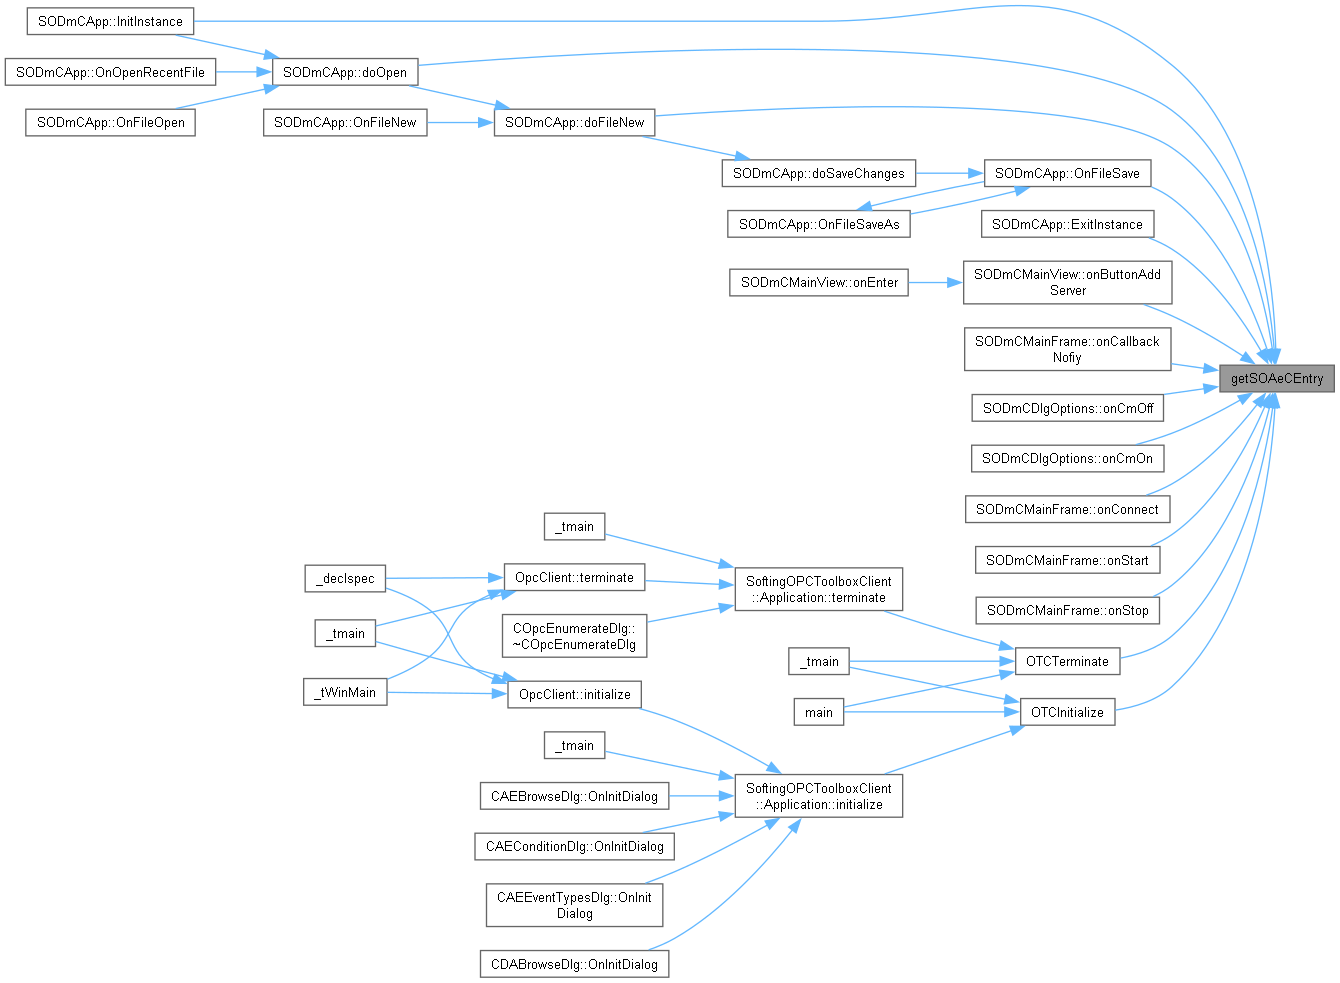 SODmCApp::InitInstance
SODmCApp::OnOpenRecentFile
SODmCApp::doOpen
SODmCApp::OnFileOpen
SODmCApp::OnFileNew
SODmCApp::doFileNew
SODmCApp::doSaveChanges
SODmCApp::OnFileSave
SODmCApp::OnFileSaveAs
SODmCApp::ExitInstance
SODmCMainView::onEnter
SODmCMainView::onButtonAdd
Server
SODmCMainFrame::onCallback
Nofiy
getSOAeCEntry
SODmCDlgOptions::onCmOff
SODmCDlgOptions::onCmOn
SODmCMainFrame::onConnect
SODmCMainFrame::onStart
SODmCMainFrame::onStop
_tmain
_declspec
OpcClient::terminate
SoftingOPCToolboxClient
::Application::terminate
_tmain
COpcEnumerateDlg::
~COpcEnumerateDlg
_tmain
OTCTerminate
_tWinMain
OpcClient::initialize
main
OTCInitialize
_tmain
CAEBrowseDlg::OnInitDialog
SoftingOPCToolboxClient
::Application::initialize
CAEConditionDlg::OnInitDialog
CAEEventTypesDlg::OnInit
Dialog
CDABrowseDlg::OnInitDialog